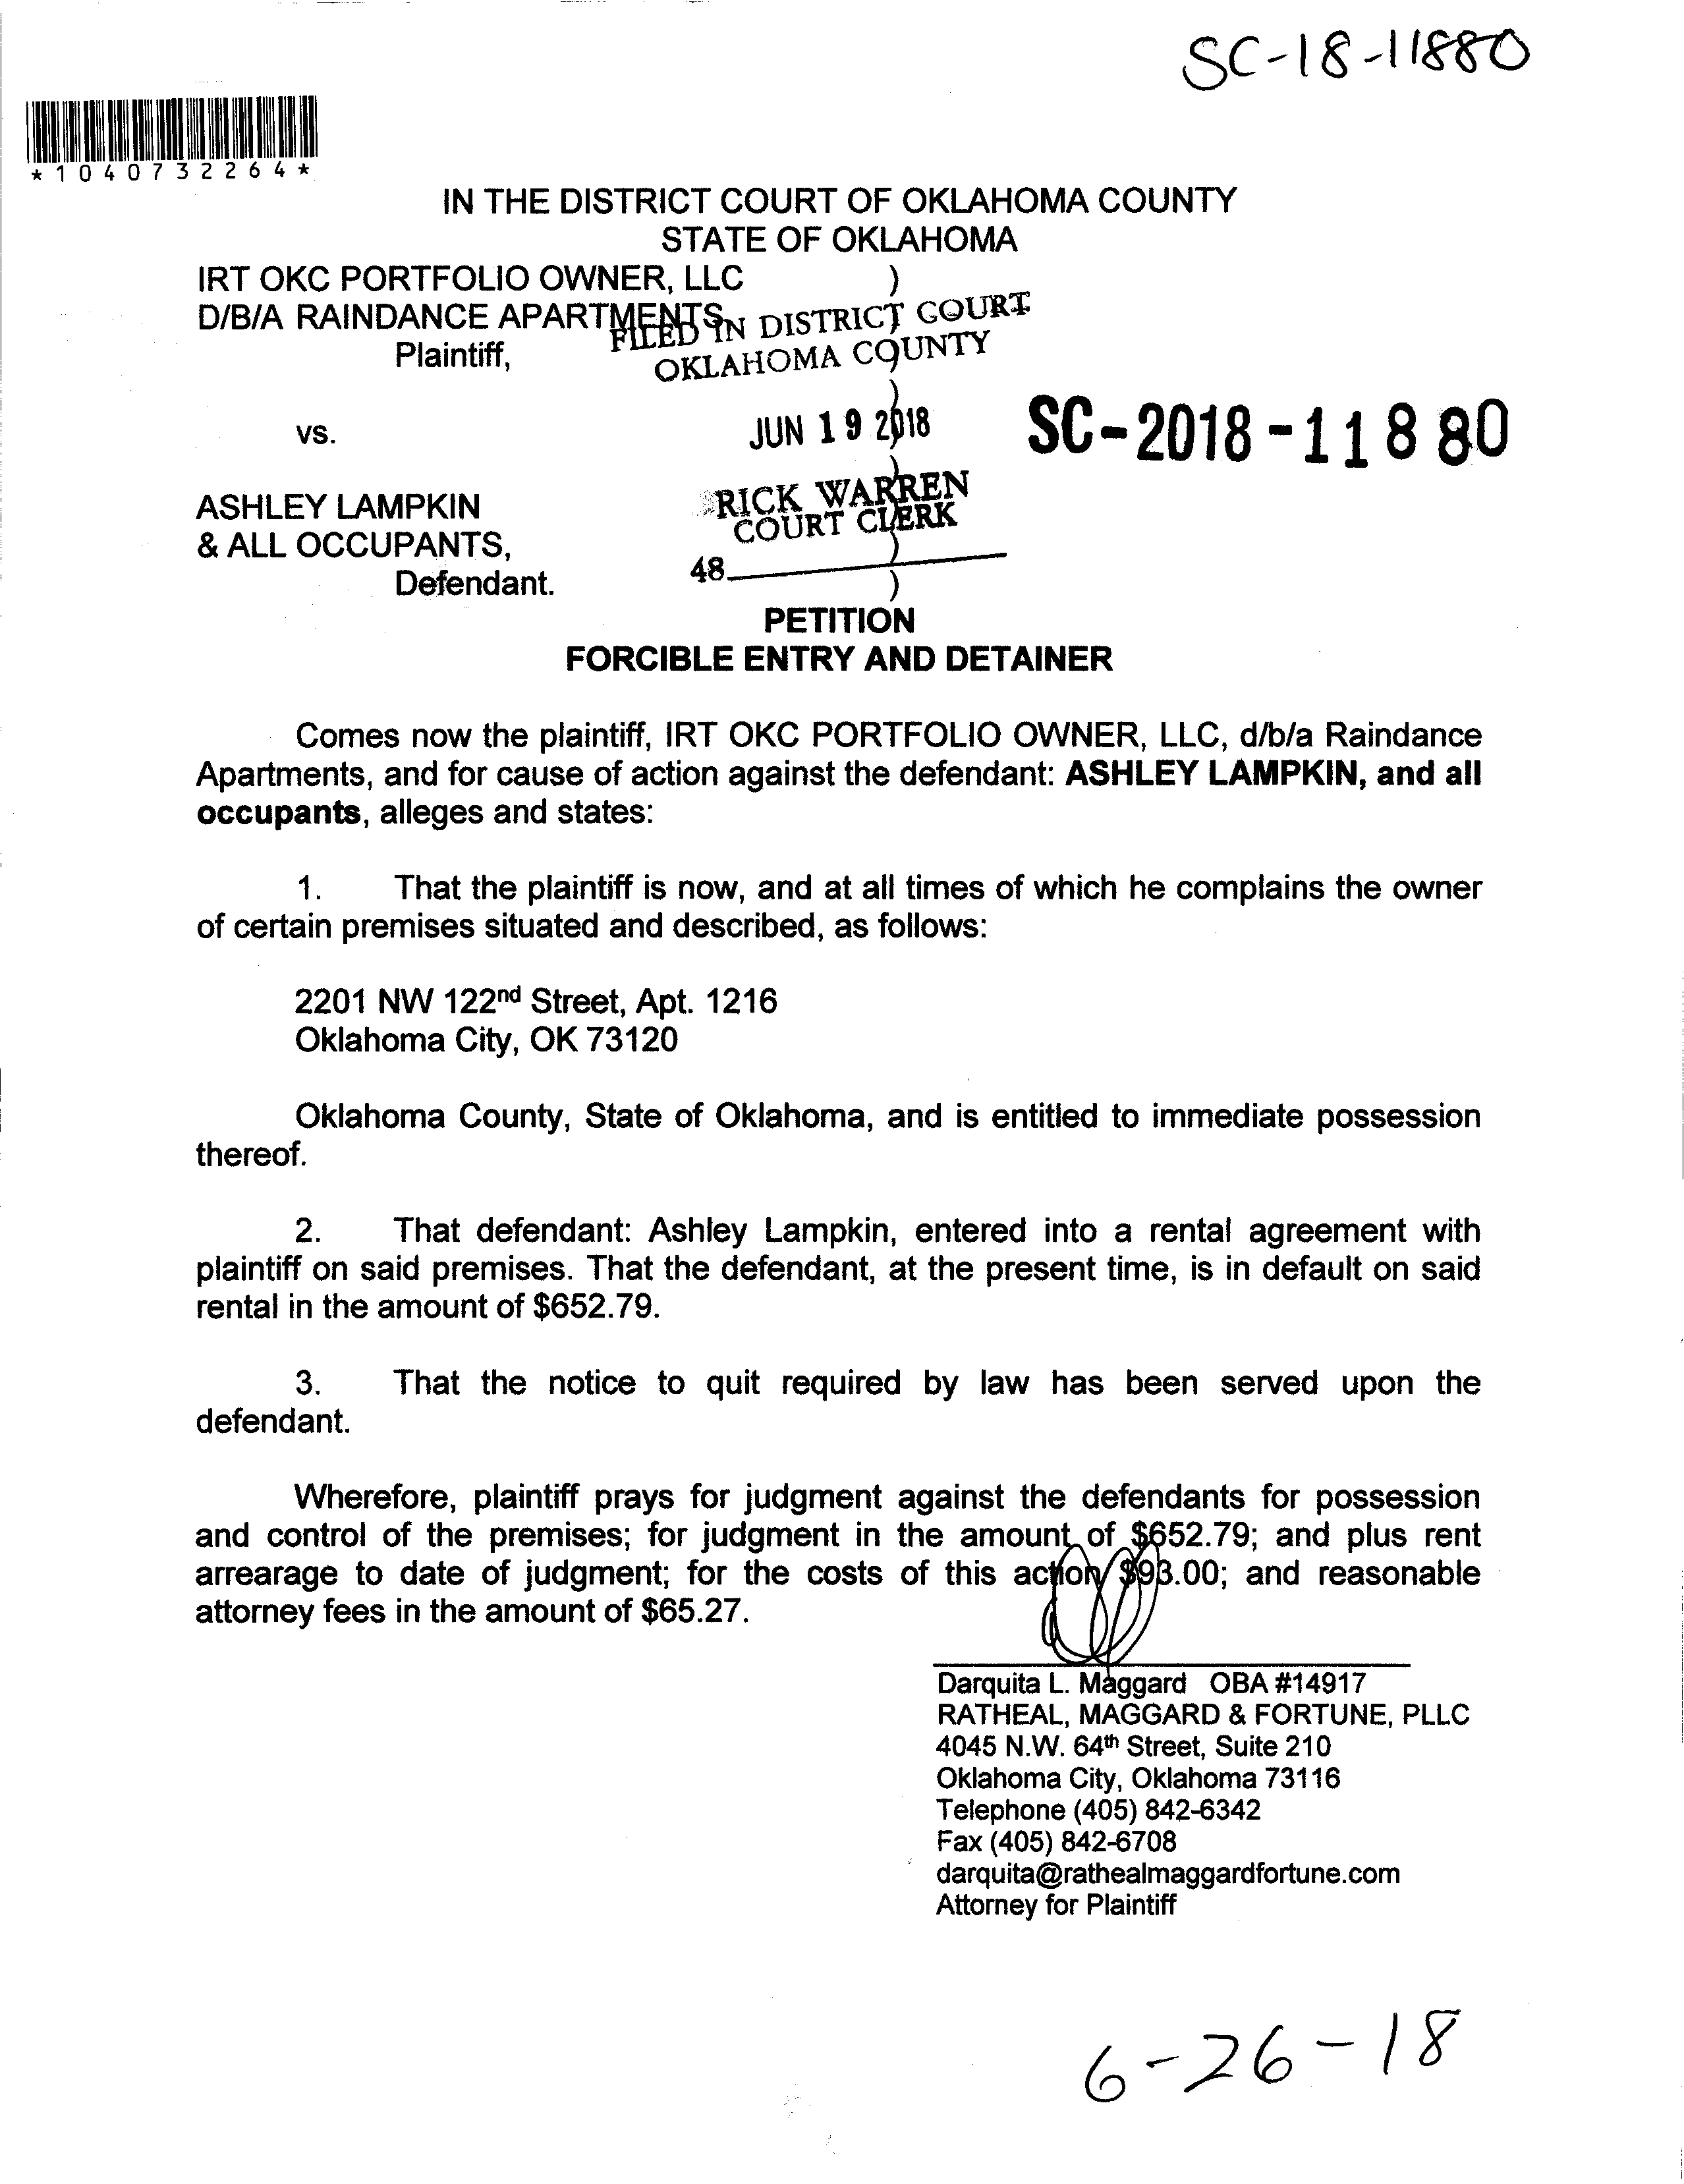 SC-18-11880
*1040732264*
IN THE DISTRICT COURT OF OKLAHOMA COUNTY
STATE OF OKLAHOMA
IRT OKC PORTFOLIO OWNER, LLC )
D/B/A RAINDANCE APARTMENTS,
Plaintiff,
FILED IN DISTRICT COURT
OKLAHOMA COUNTY
)
vs.
JUN 19 2018
SC-2018-11880
)
ASHLEY LAMPKIN
& ALL OCCUPANTS,
Defendant.
RICK WARREN
COURT CLERK
)
48
)
PETITION
FORCIBLE ENTRY AND DETAINER
Comes now the plaintiff, IRT OKC PORTFOLIO OWNER, LLC, d/b/a Raindance
Apartments, and for cause of action against the defendant: ASHLEY LAMPKIN, and all
occupants, alleges and states:
1. That the plaintiff is now, and at all times of which he complains the owner
of certain premises situated and described, as follows:
2201 NW 122nd Street, Apt. 1216
Oklahoma City, OK 73120
Oklahoma County, State of Oklahoma, and is entitled to immediate possession
thereof.
2. That defendant: Ashley Lampkin, entered into a rental agreement with
plaintiff on said premises. That the defendant, at the present time, is in default on said
rental in the amount of $652.79.
3. That the notice to quit required by law has been served upon the
defendant.
Wherefore, plaintiff prays for judgment against the defendants for possession
and control of the premises; for judgment in the amount of $652.79; and plus rent
arrearage to date of judgment; for the costs of this action $93.00; and reasonable
attorney fees in the amount of $65.27.
Darquita L. Maggard OBA #14917
RATHEAL, MAGGARD & FORTUNE, PLLC
4045 N.W. 64th Street, Suite 210
Oklahoma City, Oklahoma 73116
Telephone (405) 842-6342
Fax (405) 842-6708
darquita@rathealmaggardfortune.com
Attorney for Plaintiff
6-26-18